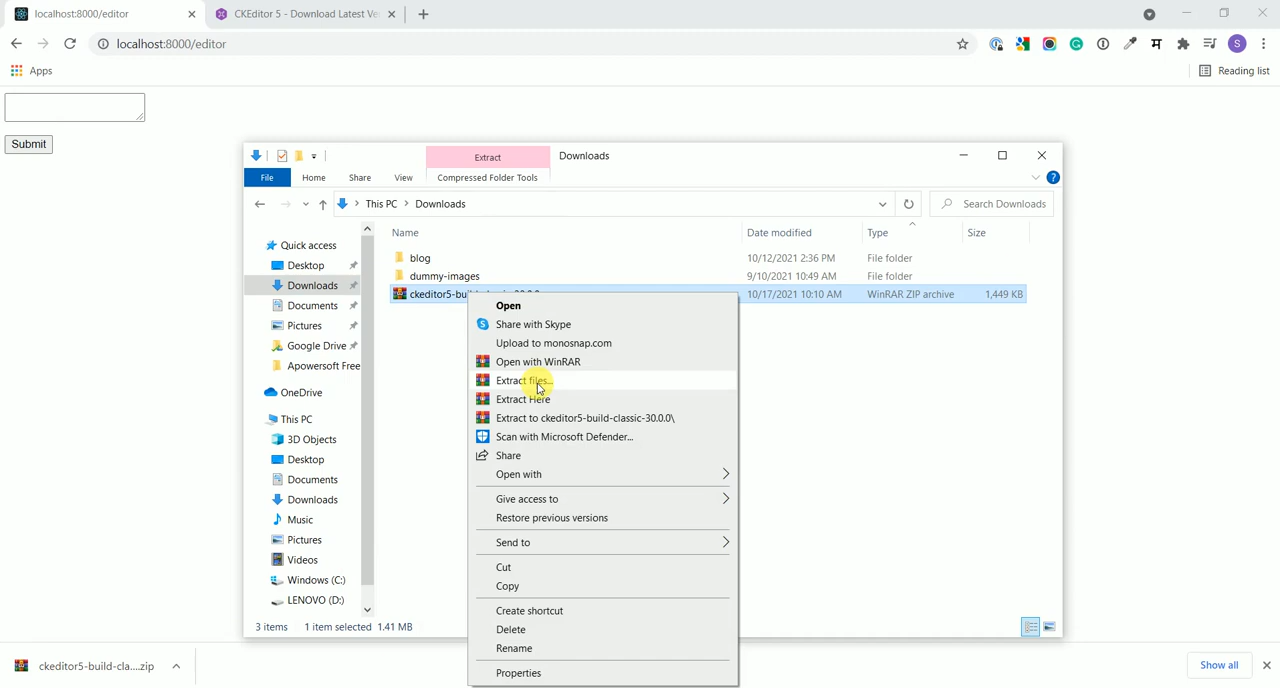 localhost:8000/editor
CKEditor 5 - Download Latest Ve
localhost:8000/editor
Apps
Reading list
S
Submit
Extract
Downloads
File
Home
Share
View
Compressed Folder Tools
This PC
Downloads
Search Downloads
Name
Date modified
Type
Size
Quick access
Desktop
Downloads
Documents
Pictures
Google Drive
Apowersoft Free
OneDrive
This PC
3D Objects
Desktop
Documents
Downloads
Music
Pictures
Videos
Windows (C:)
LENOVO (D:)
blog
10/12/2021 2:36 PM
File folder
dummy-images
9/10/2021 10:49 AM
File folder
10/17/2021 10:10 AM
WinRAR ZIP archive
1,449 KB
Open
Share with Skype
Upload to monosnap.com
Open with WinRAR
Extract files...
Extract Here
Extract to ckeditor5-build-classic-30.0.0\
Scan with Microsoft Defender...
Share
Open with
Give access to
Restore previous versions
Send to
Cut
Copy
Create shortcut
Delete
Rename
Properties
3 items
1 item selected
1.41 MB
ckeditor5-build-cla....zip
Show all